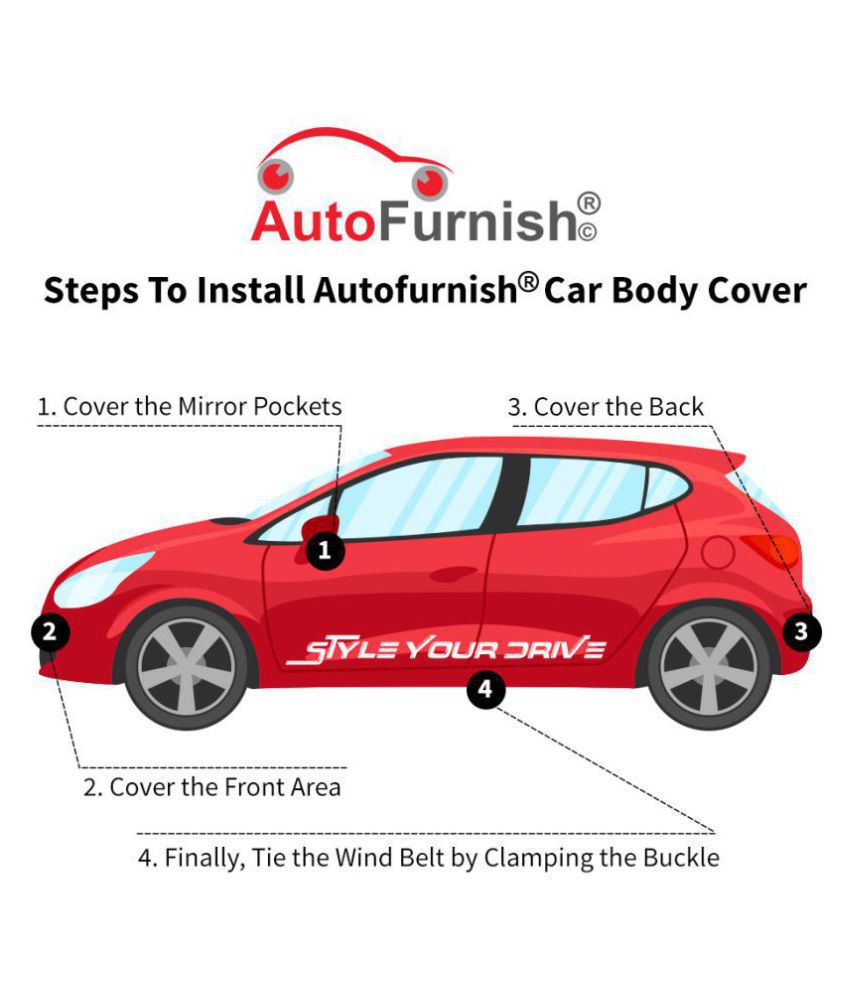 AutoFurnish®©
Steps To Install Autofurnish® Car Body Cover
1. Cover the Mirror Pockets
3. Cover the Back
1
2
3
STYLE YOUR DRIVE
4
2. Cover the Front Area
4. Finally, Tie the Wind Belt by Clamping the Buckle